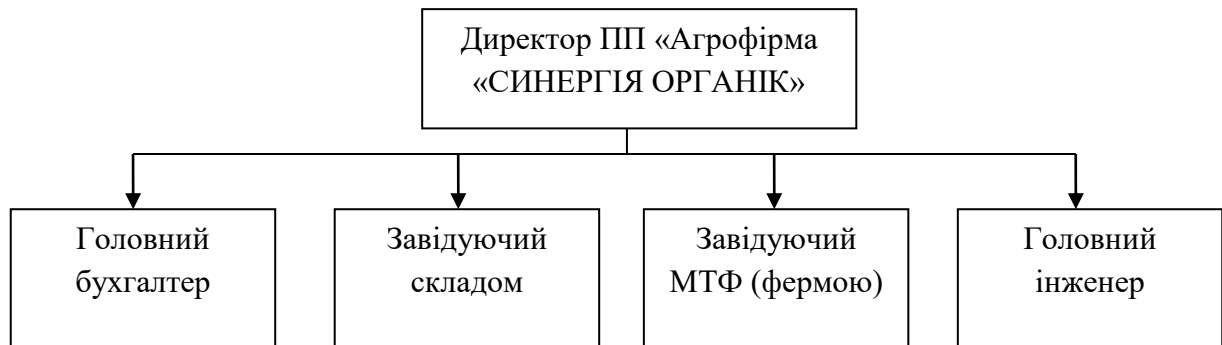 Директор ПП «Агрофірма
«СИНЕРГІЯ ОРГАНІК»
Головний
бухгалтер
Завідуючий
складом
Завідуючий
МТФ (фермою)
Головний
інженер